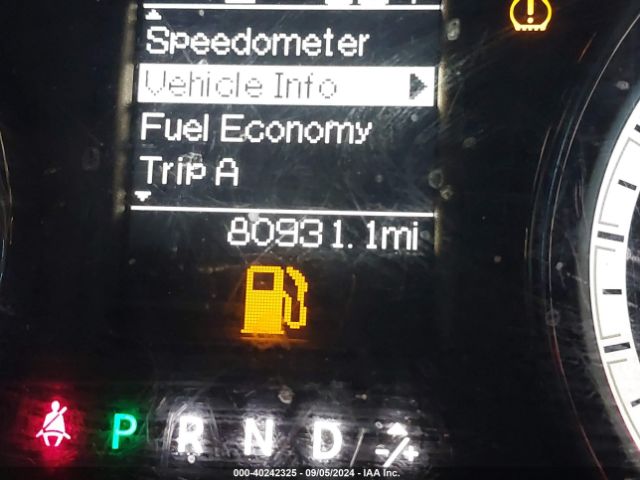 Speedometer
Vehicle Info
Fuel Economy
Trip A
80931.1mi
P R N D/-/+
000-40242325 - 09/05/2024 - IAA Inc.